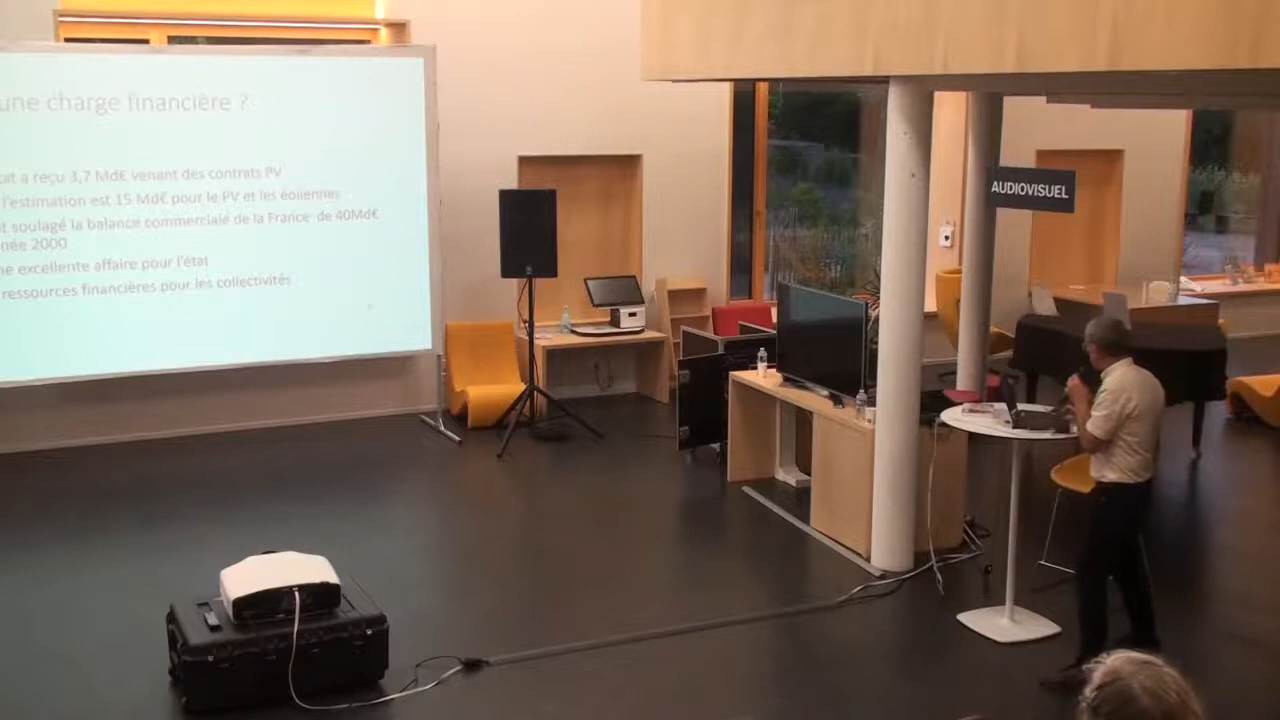 une charge financière ?
tat a reçu 3,7 Md€ venant des contrats PV
l'estimation est 15 Md€ pour le PV et les éoliennes
t soulagé la balance commerciale de la France de 40Md€
née 2000
ne excellente affaire pour l'état
ressources financières pour les collectivités
AUDIOVISUEL